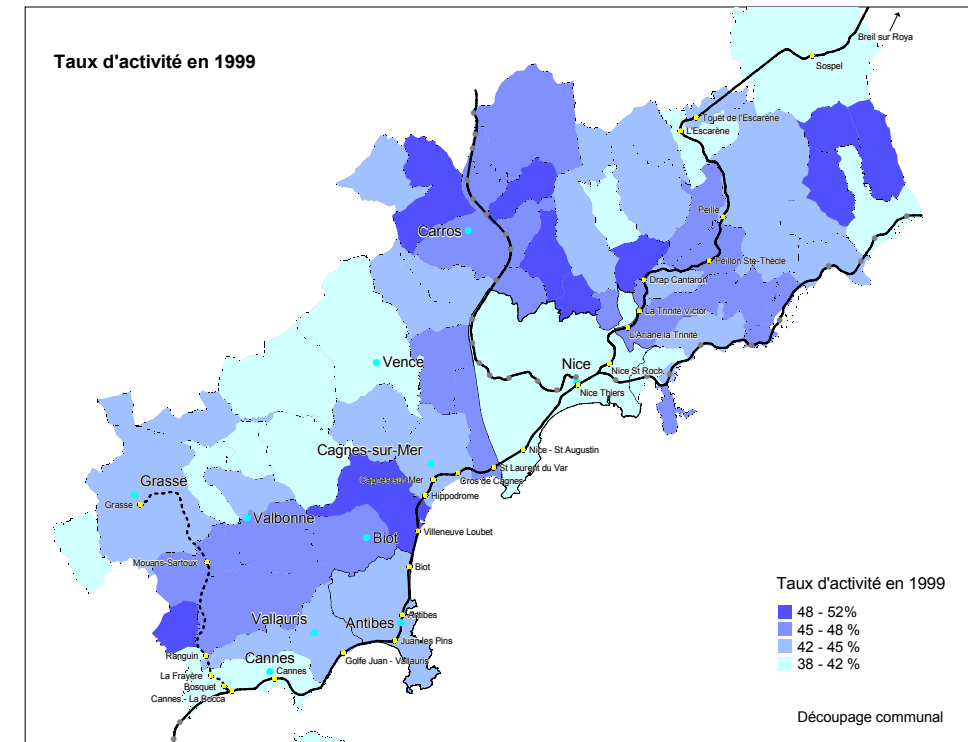 Breil sur Roya
Taux d'activité en 1999
Sospel
Touët de l'Escarène
L'Escarène
Peille
Carros
Peillon Ste-Thècle
Drap Cantaron
La Trinité Victor
L'Ariane la Trinité
Vence
Nice
Nice St Roch
Nice Thiers
Nice - St Augustin
Cagnes-sur-Mer
St Laurent du Var
Cagnes-sur-Mer
Cros de Cagnes
Grasse
Grasse
Hippodrome
Valbonne
Villeneuve Loubet
Biot
Mouans-Sartoux
Biot
Taux d'activité en 1999
48 - 52%
45 - 48 %
42 - 45 %
38 - 42 %
Antibes
Vallauris
Antibes
Juan les Pins
Ranguin
Cannes
Golfe Juan - Vallauris
La Frayère
Cannes
Bosquet
Cannes - La Bocca
Découpage communal